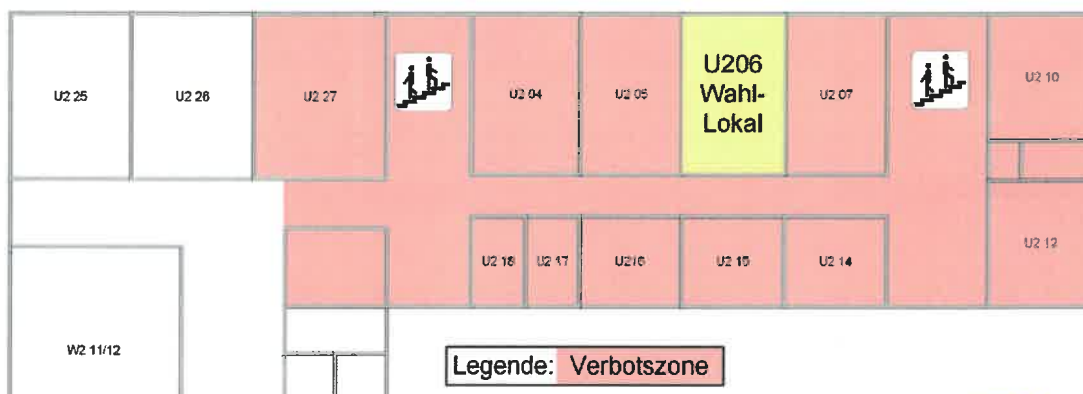 U2 25
U2 26
U2 27
U2 04
U2 05
U206
Wahl-
Lokal
U2 07
U2 10
U2 18
U2 17
U216
U2 15
U2 14
U2 12
W2 11/12
Legende: Verbotszone